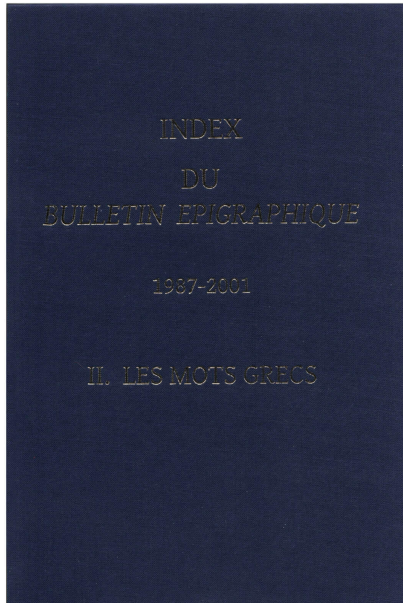 INDEX
DU
BULLETIN EPIGRAPHIQUE
1987-2001
II. LES MOTS GRECS